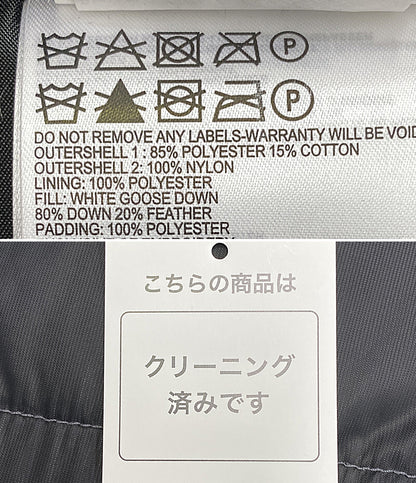 P
P
DO NOT REMOVE ANY LABELS-WARRANTY WILL BE VOID
OUTERSHELL 1 : 85% POLYESTER 15% COTTON
OUTERSHELL 2: 100% NYLON
LINING: 100% POLYESTER
FILL: WHITE GOOSE DOWN
80% DOWN 20% FEATHER
PADDING: 100% POLYESTER
こちらの商品は
クリーニング
済みです